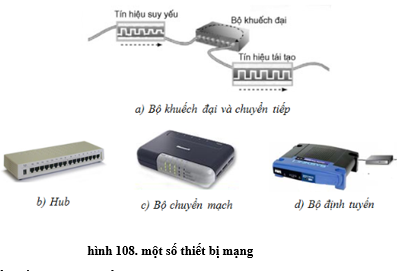 Tín hiệu suy yếu
Bộ khuếch đại
Tín hiệu tái tạo
a) Bộ khuếch đại và chuyển tiếp
b) Hub
c) Bộ chuyển mạch
d) Bộ định tuyến
hình 108. một số thiết bị mạng